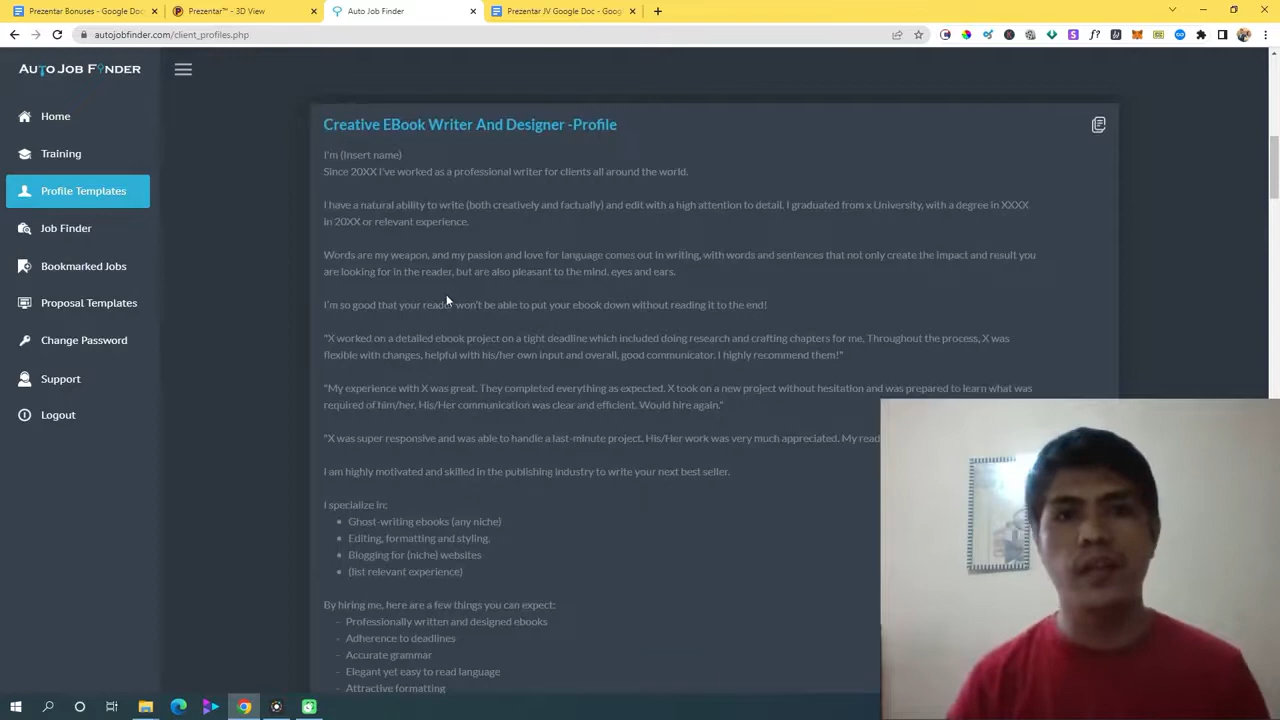 Prezentar Bonuses - Google Doc
Prezentar™ - 3D View
Auto Job Finder
Prezentar JV Google Doc - Google
autojobfinder.com/client_profiles.php
AUTO JOB FINDER
Home
Training
Profile Templates
Job Finder
Bookmarked Jobs
Proposal Templates
Change Password
Support
Logout
Creative EBook Writer And Designer -Profile
I'm (Insert name)
Since 20XX I've worked as a professional writer for clients all around the world.
I have a natural ability to write (both creatively and factually) and edit with a high attention to detail. I graduated from x University, with a degree in XXXX
in 20XX or relevant experience.
Words are my weapon, and my passion and love for language comes out in writing, with words and sentences that not only create the impact and result you
are looking for in the reader, but are also pleasant to the mind, eyes and ears.
I'm so good that your reader won't be able to put your ebook down without reading it to the end!
"X worked on a detailed ebook project on a tight deadline which included doing research and crafting chapters for me. Throughout the process, X was
flexible with changes, helpful with his/her own input and overall, good communicator. I highly recommend them!"
"My experience with X was great. They completed everything as expected. X took on a new project without hesitation and was prepared to learn what was
required of him/her. His/Her communication was clear and efficient. Would hire again."
"X was super responsive and was able to handle a last-minute project. His/Her work was very much appreciated. My read
I am highly motivated and skilled in the publishing industry to write your next best seller.
I specialize in:
• Ghost-writing ebooks (any niche)
• Editing, formatting and styling,
• Blogging for (niche) websites
• (list relevant experience)
By hiring me, here are a few things you can expect:
- Professionally written and designed ebooks
- Adherence to deadlines
- Accurate grammar
- Elegant yet easy to read language
- Attractive formatting